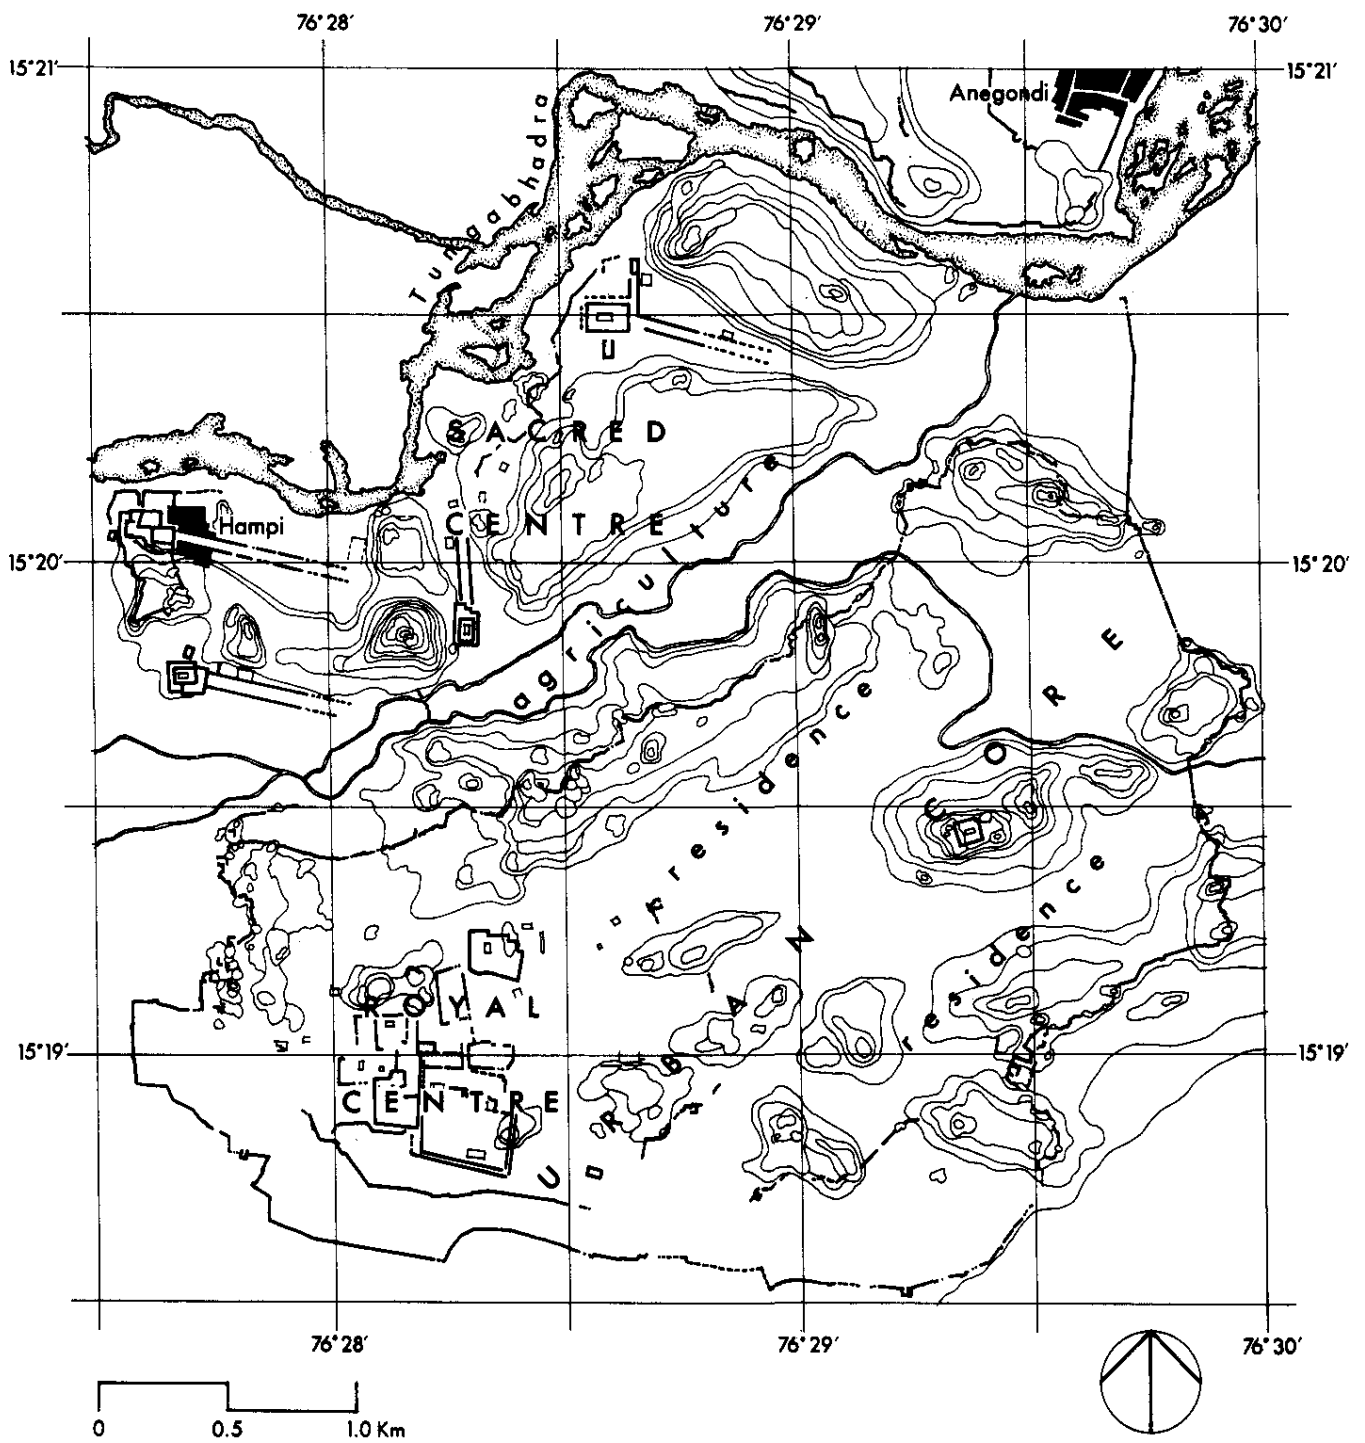 76°28′ 76°29′ 76°30′
15°21′ 15°21′
Anegondi
Tungabhadra
SACRED
CENTRE
Hampi
15°20′ 15°20′
agriculture
URBAN CORE
residence
residence
ROYAL
CENTRE
15°19′ 15°19′
76°28′ 76°29′ 76°30′
0 0.5 1.0 Km